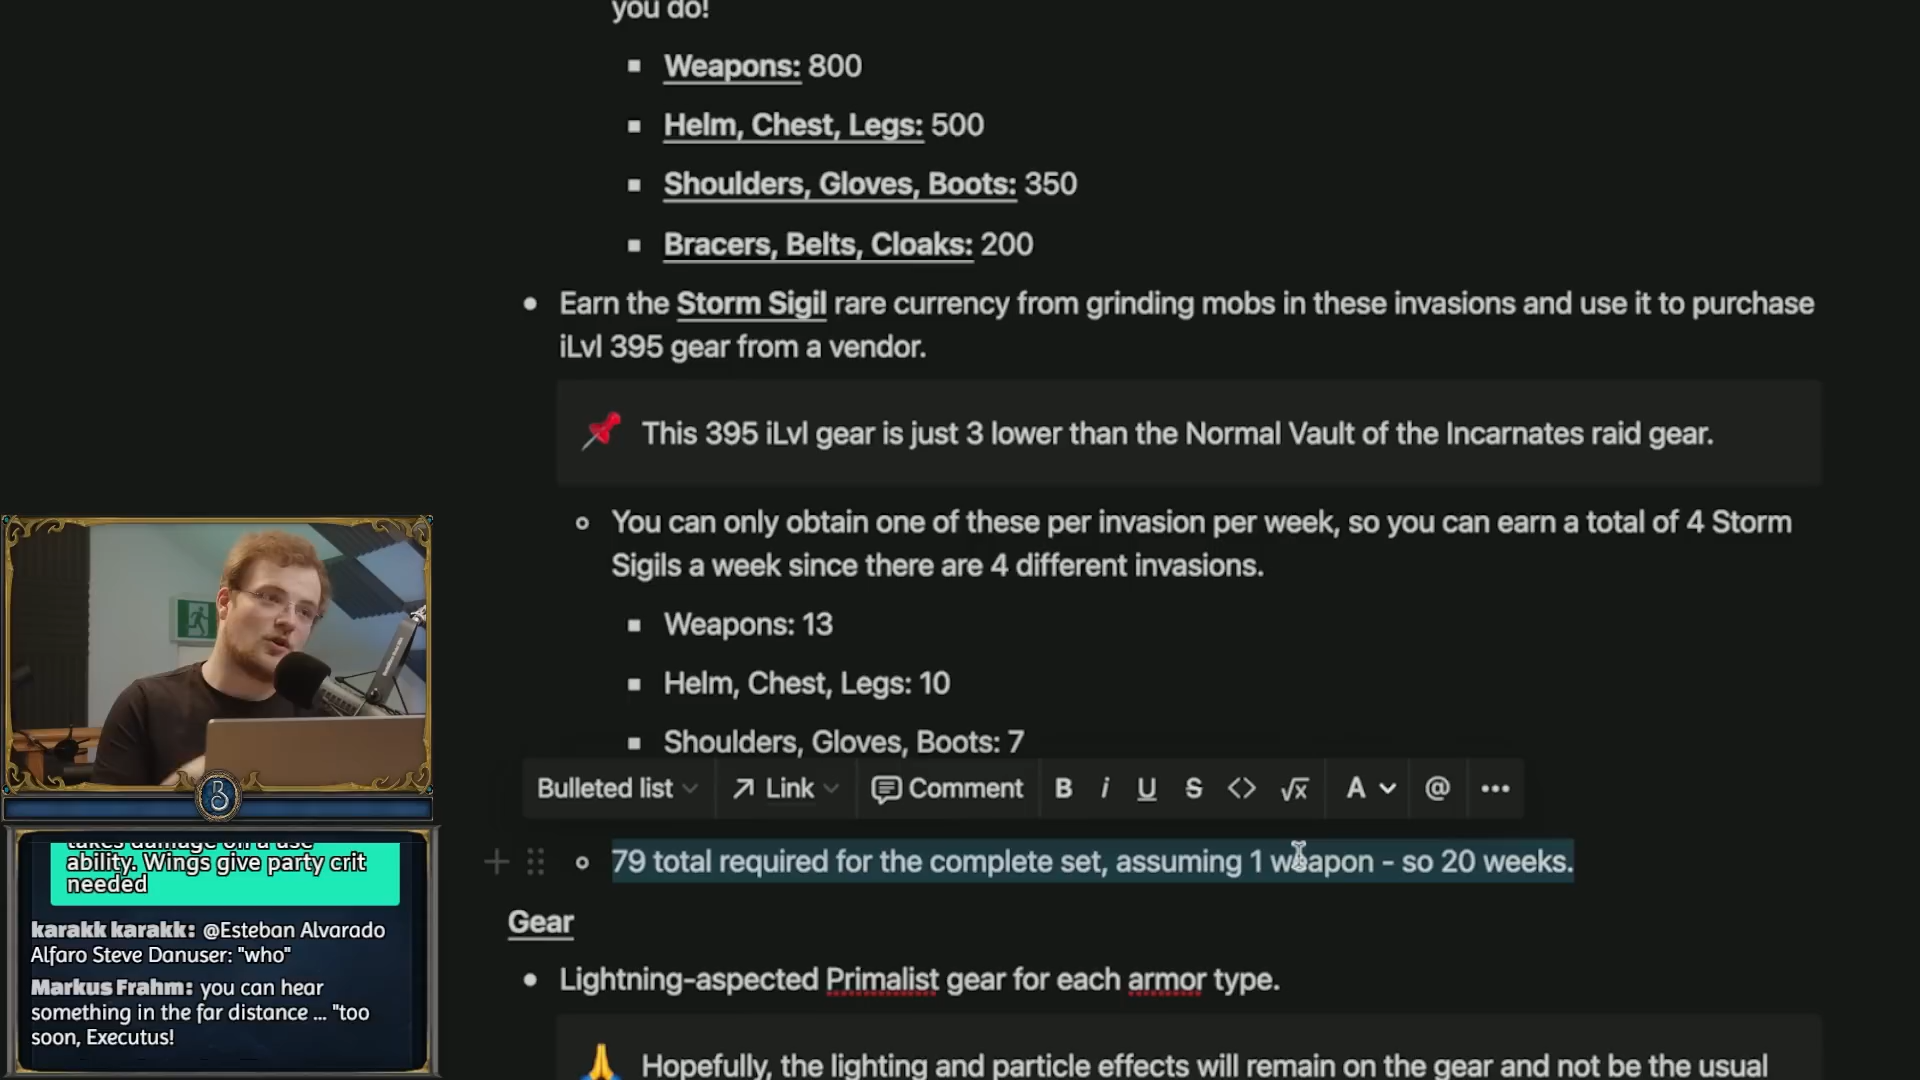 you do!
Weapons: 800
Helm, Chest, Legs: 500
Shoulders, Gloves, Boots: 350
Bracers, Belts, Cloaks: 200
Earn the Storm Sigil rare currency from grinding mobs in these invasions and use it to purchase
iLvl 395 gear from a vendor.
This 395 iLvl gear is just 3 lower than the Normal Vault of the Incarnates raid gear.
You can only obtain one of these per invasion per week, so you can earn a total of 4 Storm
Sigils a week since there are 4 different invasions.
Weapons: 13
Helm, Chest, Legs: 10
Shoulders, Gloves, Boots: 7
Bulleted list Link Comment B i U S <> √x A @ •••
79 total required for the complete set, assuming 1 weapon - so 20 weeks.
Gear
Lightning-aspected Primalist gear for each armor type.
Hopefully, the lighting and particle effects will remain on the gear and not be the usual
B
takes damage on a use
ability. Wings give party crit
needed
karakk karakk: @Esteban Alvarado
Alfaro Steve Danuser: "who"
Markus Frahm: you can hear
something in the far distance ... "too
soon, Executus!